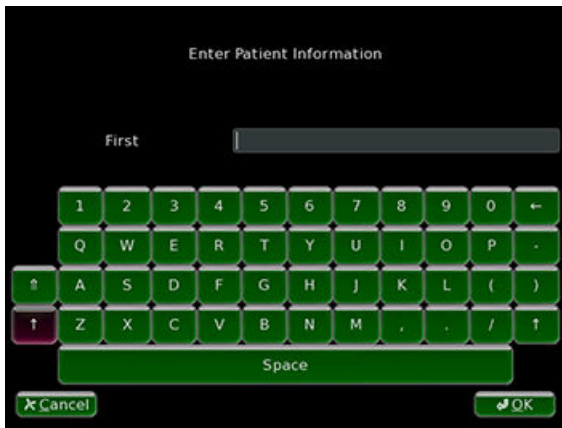 Enter Patient Information
First
1 2 3 4 5 6 7 8 9 0 ←
Q W E R T Y U I O P -
⇑ A S D F G H J K L ( )
↑ Z X C V B N M , . / ↑
Space
Cancel OK